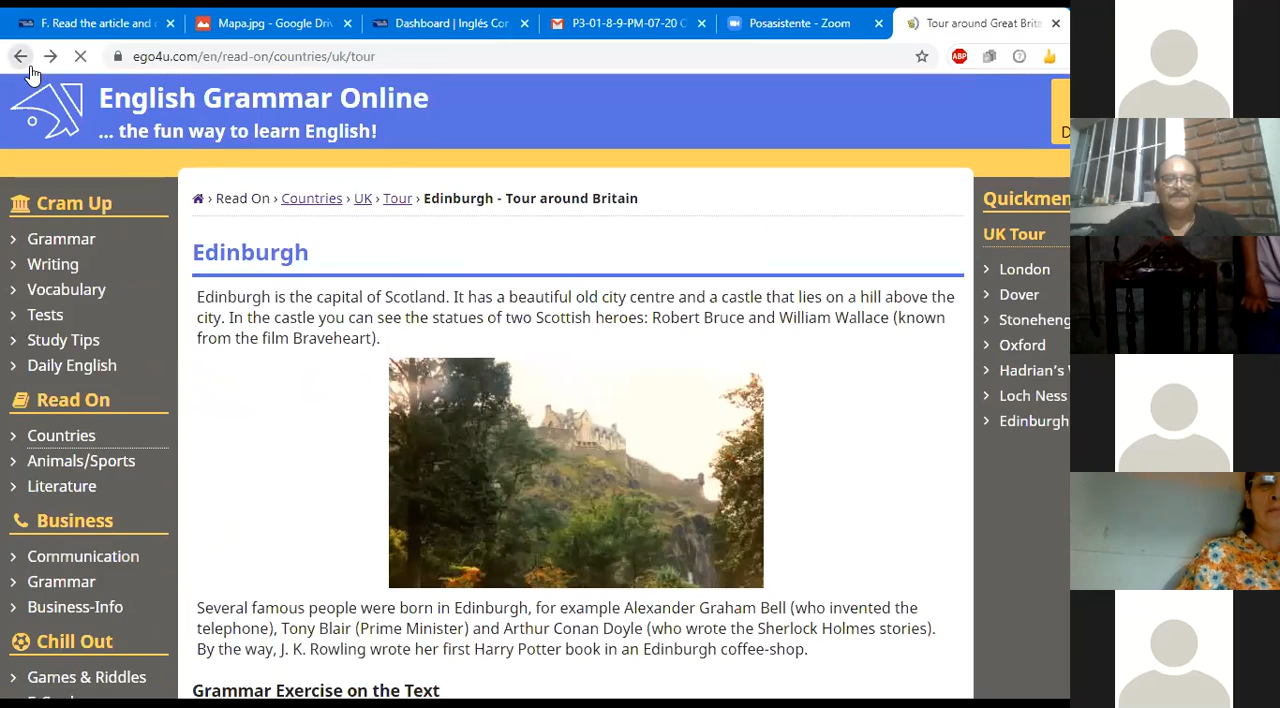 F. Read the article and
Mapa.jpg - Google Driv
Dashboard | Inglés Cor
P3-01-8-9-PM-07-20 C
Posasistente - Zoom
Tour around Great Brita
ego4u.com/en/read-on/countries/uk/tour
ABP
English Grammar Online
... the fun way to learn English!
D
Cram Up
Grammar
Writing
Vocabulary
Tests
Study Tips
Daily English
Read On
Countries
Animals/Sports
Literature
Business
Communication
Grammar
Business-Info
Chill Out
Games & Riddles
Read On › Countries › UK › Tour › Edinburgh - Tour around Britain
Edinburgh
Edinburgh is the capital of Scotland. It has a beautiful old city centre and a castle that lies on a hill above the
city. In the castle you can see the statues of two Scottish heroes: Robert Bruce and William Wallace (known
from the film Braveheart).
Several famous people were born in Edinburgh, for example Alexander Graham Bell (who invented the
telephone), Tony Blair (Prime Minister) and Arthur Conan Doyle (who wrote the Sherlock Holmes stories).
By the way, J. K. Rowling wrote her first Harry Potter book in an Edinburgh coffee-shop.
Grammar Exercise on the Text
Quickmen
UK Tour
London
Dover
Stoneheng
Oxford
Hadrian's
Loch Ness
Edinburgh